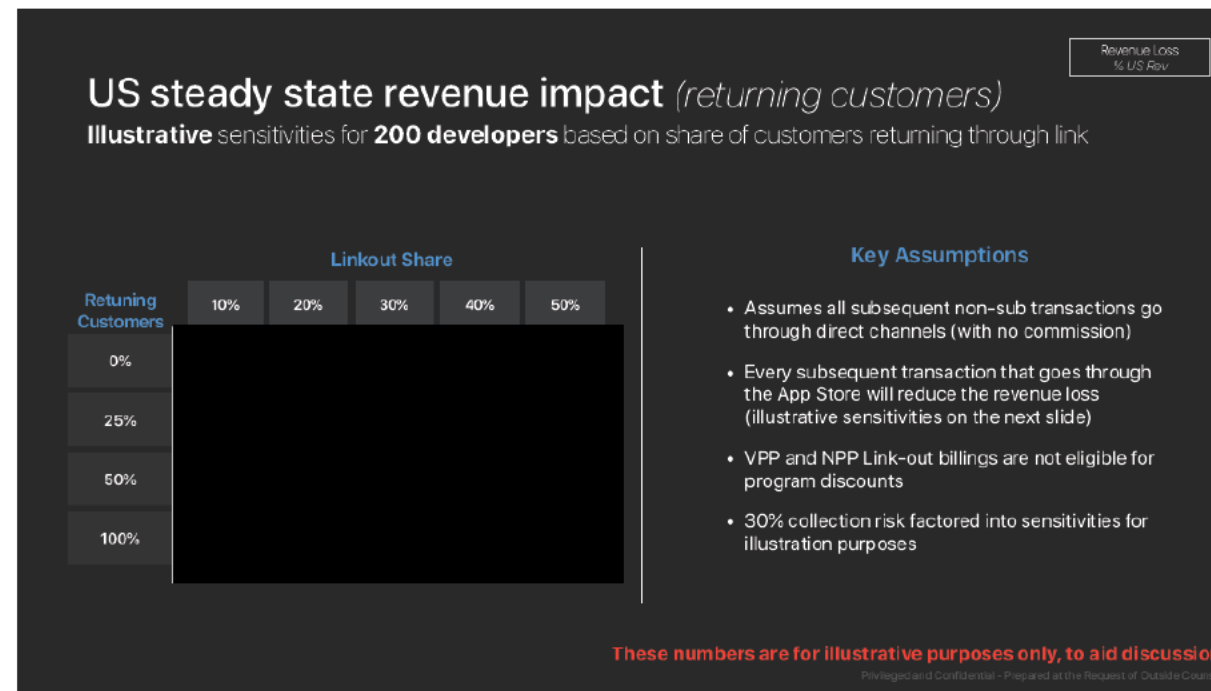 Revenue Loss
% US Rev
US steady state revenue impact (returning customers)
Illustrative sensitivities for 200 developers based on share of customers returning through link
Linkout Share
Retuning
Customers
10% 20% 30% 40% 50%
0%
25%
50%
100%
Key Assumptions
• Assumes all subsequent non-sub transactions go
through direct channels (with no commission)
• Every subsequent transaction that goes through
the App Store will reduce the revenue loss
(illustrative sensitivities on the next slide)
• VPP and NPP Link-out billings are not eligible for
program discounts
• 30% collection risk factored into sensitivities for
illustration purposes
These numbers are for illustrative purposes only, to aid discussio
Privileged and Confidential - Prepared at the Request of Outside Coun